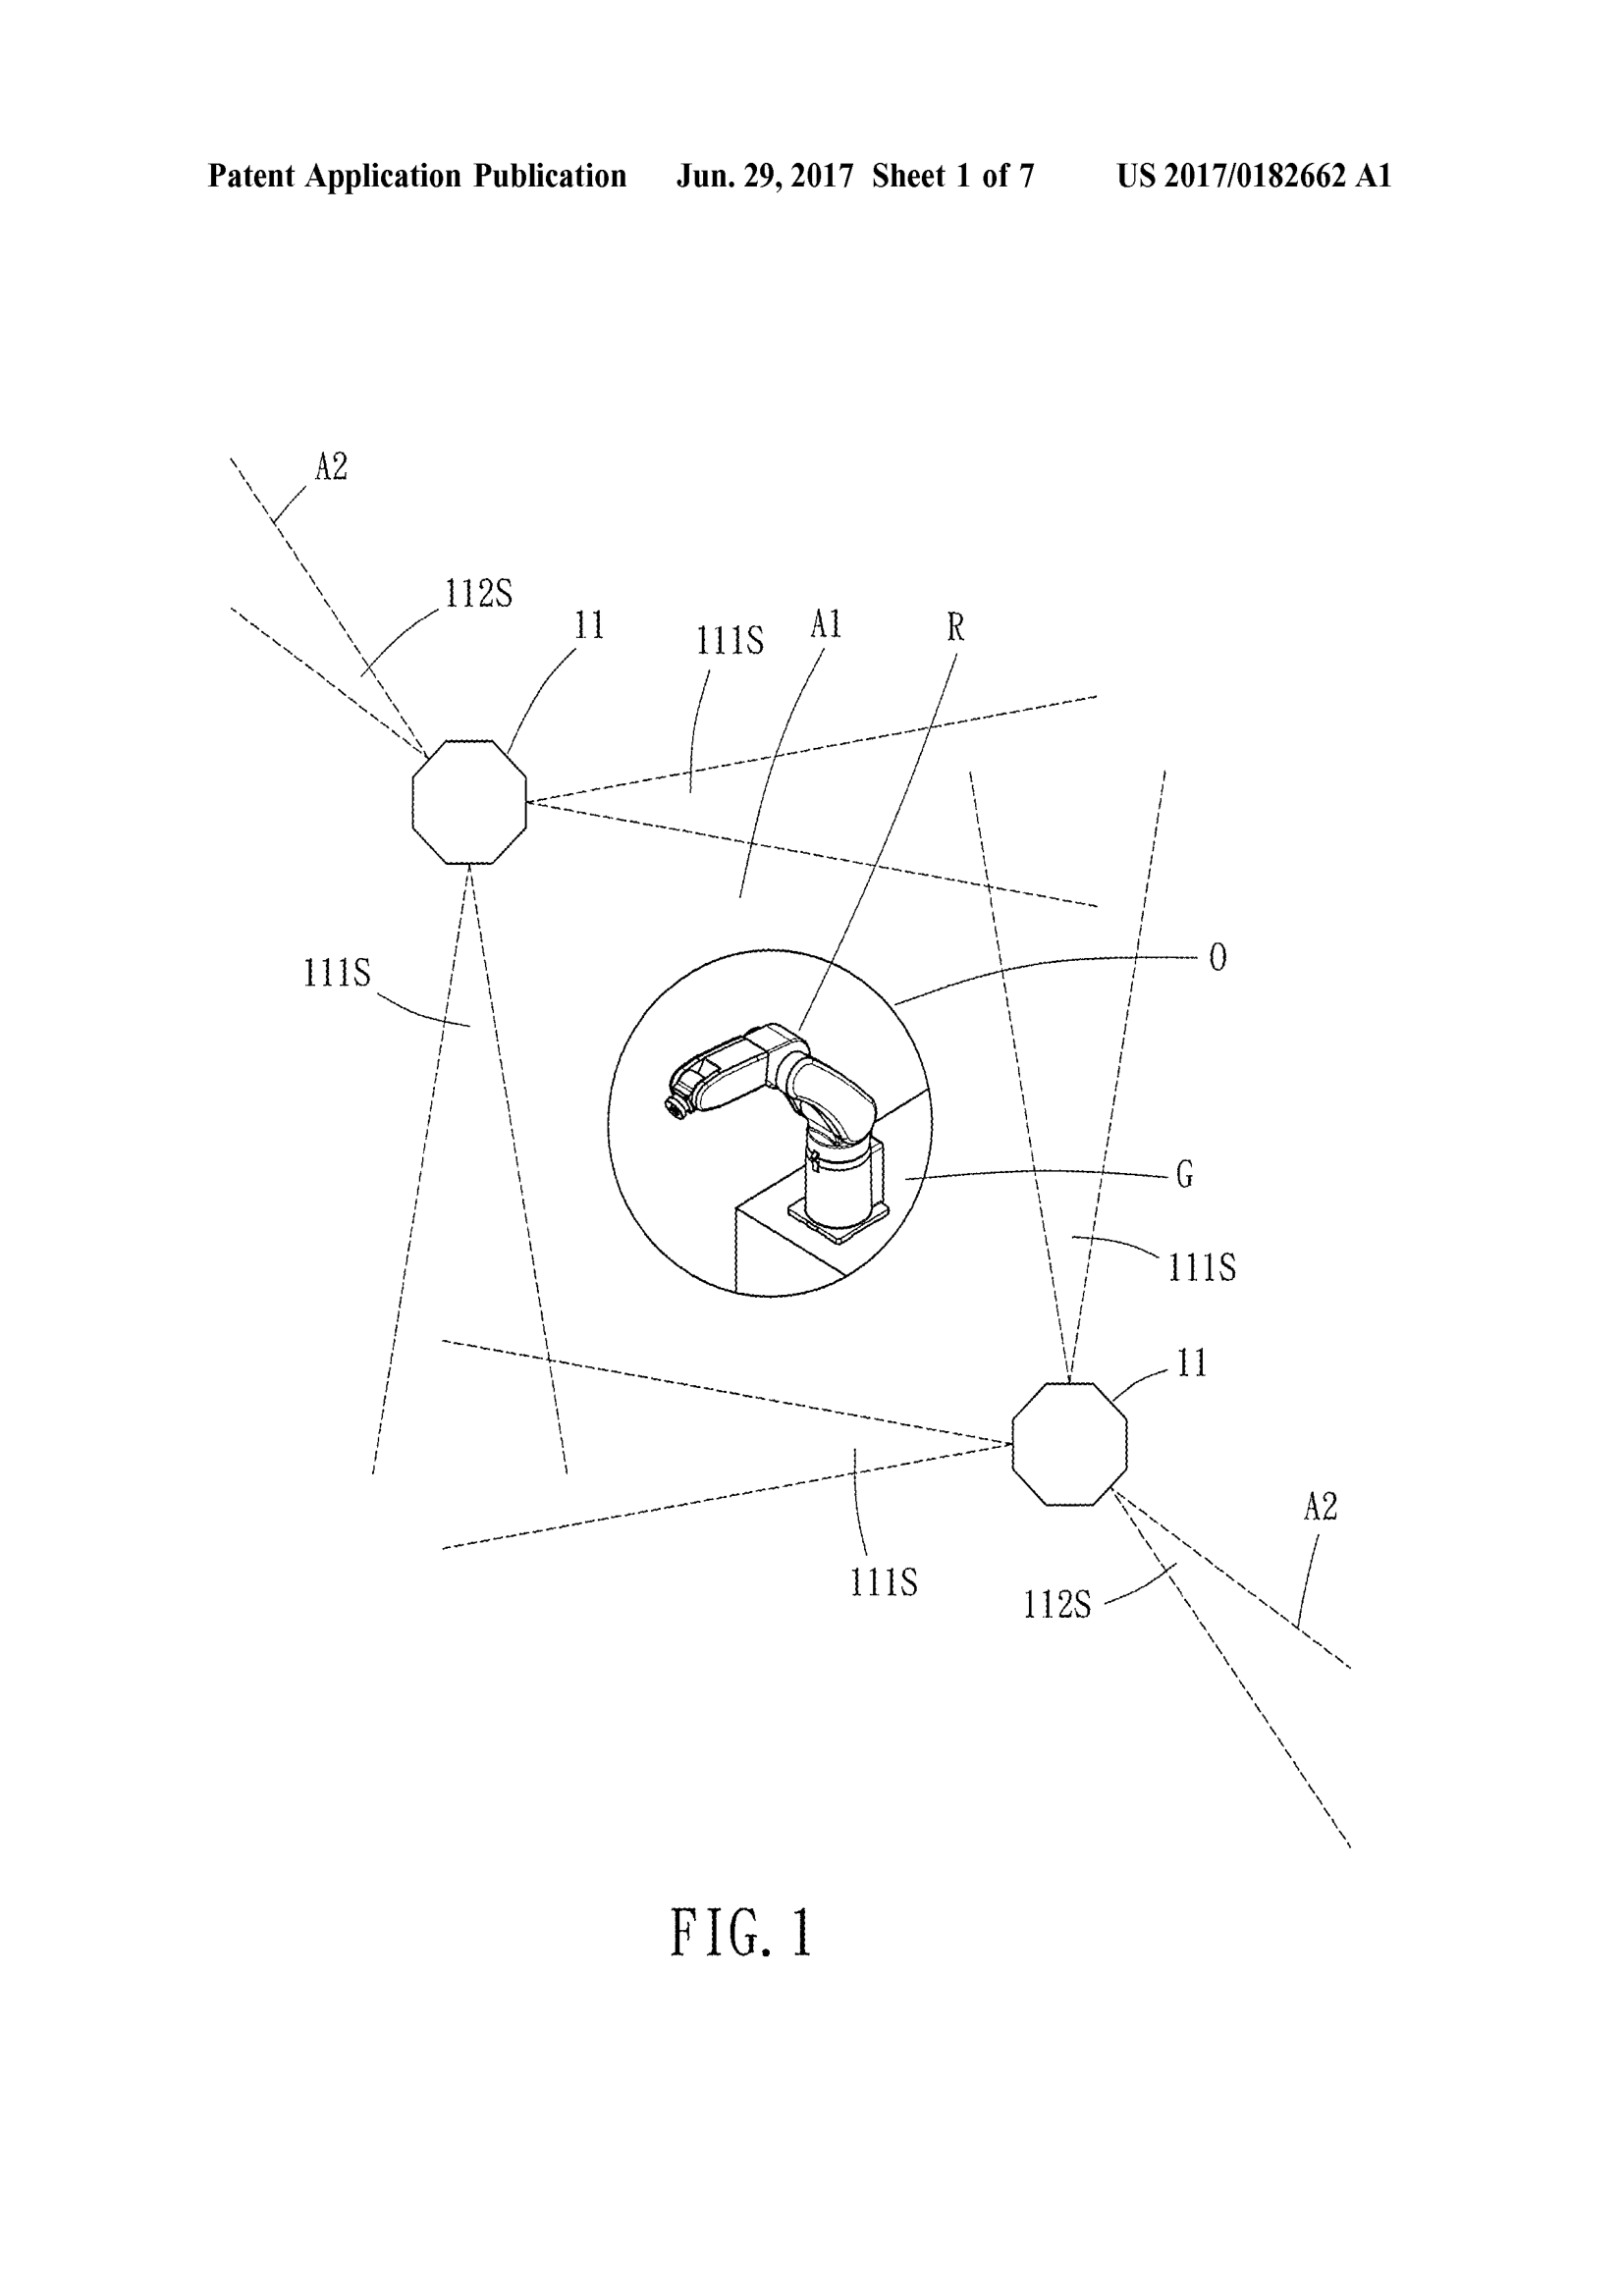 Patent Application Publication Jun. 29, 2017 Sheet 1 of 7 US 2017/0182662 A1
A2
112S
11
111S
A1
R
O
111S
G
111S
11
A2
111S
112S
FIG. 1